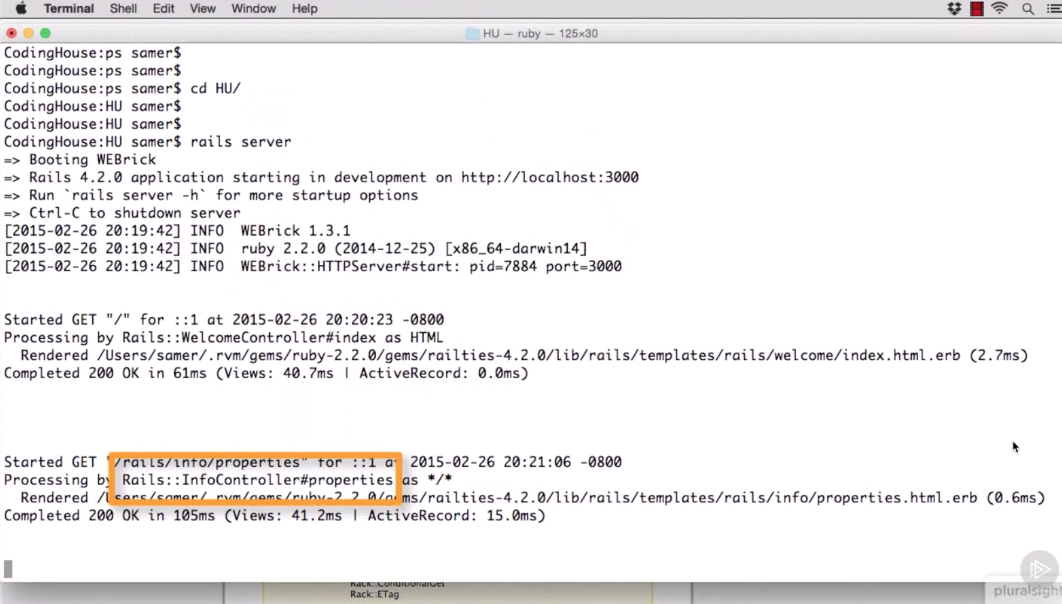 Terminal Shell Edit View Window Help
HU — ruby — 125×30
CodingHouse:ps samer$
CodingHouse:ps samer$
CodingHouse:ps samer$ cd HU/
CodingHouse:HU samer$
CodingHouse:HU samer$
CodingHouse:HU samer$ rails server
=> Booting WEBrick
=> Rails 4.2.0 application starting in development on http://localhost:3000
=> Run `rails server -h` for more startup options
=> Ctrl-C to shutdown server
[2015-02-26 20:19:42] INFO  WEBrick 1.3.1
[2015-02-26 20:19:42] INFO  ruby 2.2.0 (2014-12-25) [x86_64-darwin14]
[2015-02-26 20:19:42] INFO  WEBrick::HTTPServer#start: pid=7884 port=3000
Started GET "/" for ::1 at 2015-02-26 20:20:23 -0800
Processing by Rails::WelcomeController#index as HTML
  Rendered /Users/samer/.rvm/gems/ruby-2.2.0/gems/railties-4.2.0/lib/rails/templates/rails/welcome/index.html.erb (2.7ms)
Completed 200 OK in 61ms (Views: 40.7ms | ActiveRecord: 0.0ms)
Started GET "/rails/info/properties" for ::1 at 2015-02-26 20:21:06 -0800
Processing by Rails::InfoController#properties as */*
  Rendered /Users/samer/.rvm/gems/ruby-2.2.0/gems/railties-4.2.0/lib/rails/templates/rails/info/properties.html.erb (0.6ms)
Completed 200 OK in 105ms (Views: 41.2ms | ActiveRecord: 15.0ms)
Rack::ConditionalGet
Rack::ETag
pluralsight